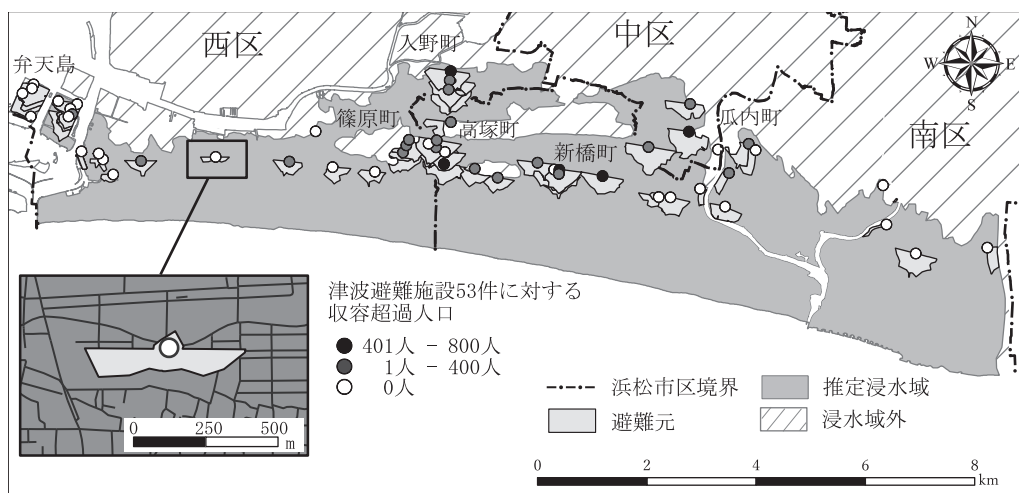 入野町
中区
西区
弁天島
N
W E
S
篠原町
高塚町
瓜内町
新橋町
南区
津波避難施設53件に対する
収容超過人口
401人 － 800人
1人 － 400人
0人
浜松市区境界
推定浸水域
避難元
浸水域外
0 250 500
m
0 2 4 6 8
km